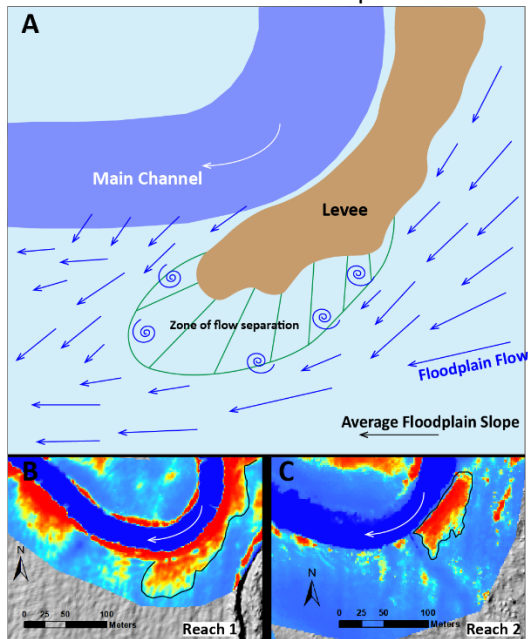 A
Main Channel
Levee
Zone of flow separation
Floodplain Flow
Average Floodplain Slope
B
N
0 25 50 100
Meters
Reach 1
C
N
0 25 50 100
Meters
Reach 2